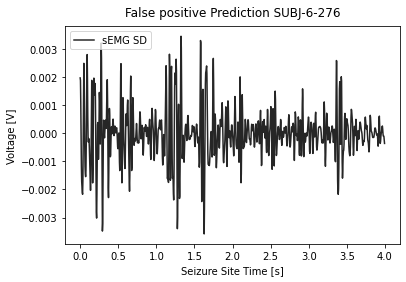 False positive Prediction SUBJ-6-276
sEMG SD
Voltage [V]
0.003
0.002
0.001
0.000
−0.001
−0.002
−0.003
0.0 0.5 1.0 1.5 2.0 2.5 3.0 3.5 4.0
Seizure Site Time [s]